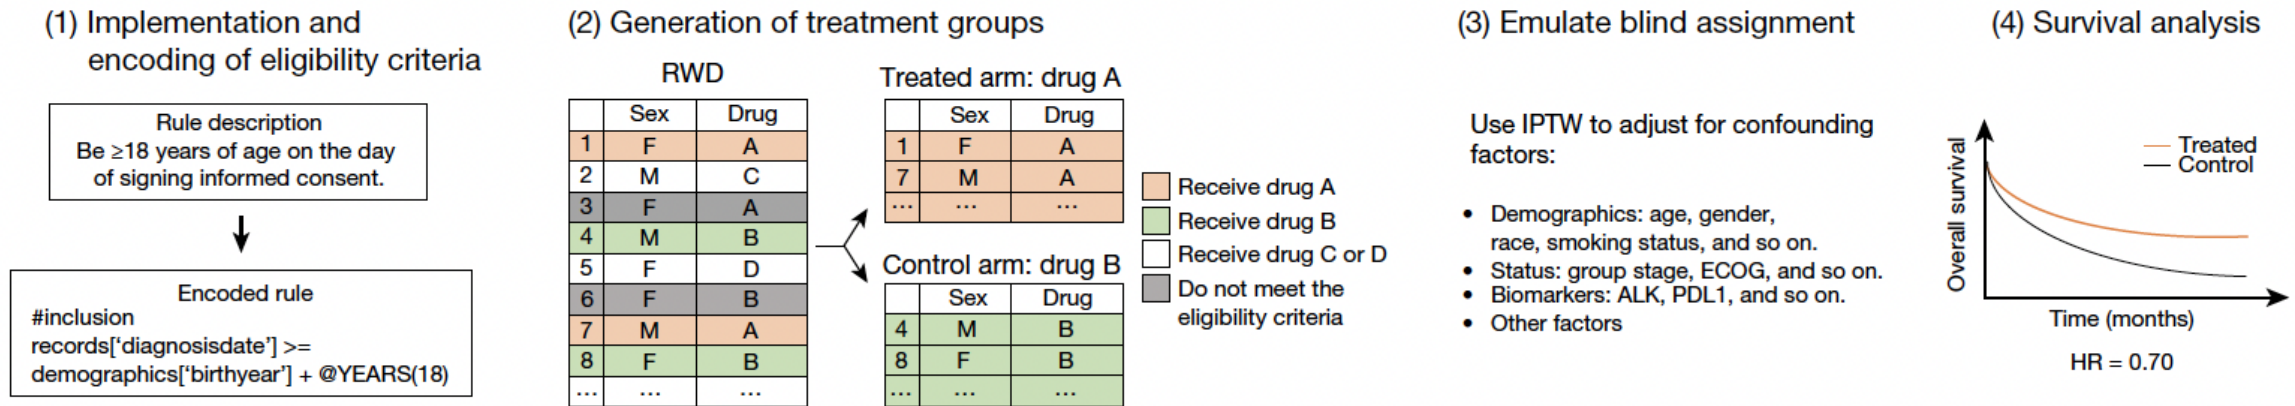 (1) Implementation and
encoding of eligibility criteria
Rule description
Be ≥18 years of age on the day
of signing informed consent.
Encoded rule
#inclusion
records[‘diagnosisdate’] >=
demographics[‘birthyear’] + @YEARS(18)
(2) Generation of treatment groups
RWD
Sex Drug
1 F A
2 M C
3 F A
4 M B
5 F D
6 F B
7 M A
8 F B
... ... ...
Treated arm: drug A
Sex Drug
1 F A
7 M A
... ... ...
Control arm: drug B
Sex Drug
4 M B
8 F B
... ... ...
Receive drug A
Receive drug B
Receive drug C or D
Do not meet the
eligibility criteria
(3) Emulate blind assignment
Use IPTW to adjust for confounding
factors:
• Demographics: age, gender,
race, smoking status, and so on.
• Status: group stage, ECOG, and so on.
• Biomarkers: ALK, PDL1, and so on.
• Other factors
(4) Survival analysis
Overall survival
Treated
Control
Time (months)
HR = 0.70